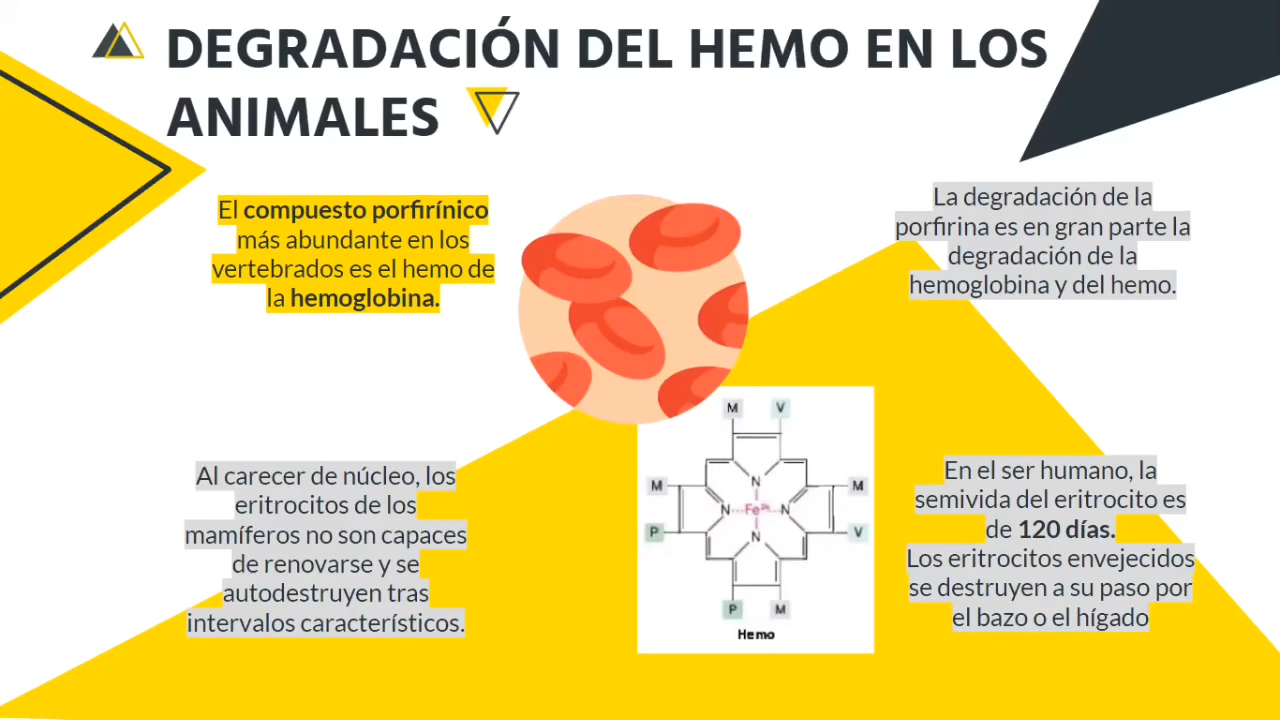 DEGRADACIÓN DEL HEMO EN LOS
ANIMALES
El compuesto porfirínico
más abundante en los
vertebrados es el hemo de
la hemoglobina.
La degradación de la
porfirina es en gran parte la
degradación de la
hemoglobina y del hemo.
Al carecer de núcleo, los
eritrocitos de los
mamíferos no son capaces
de renovarse y se
autodestruyen tras
intervalos característicos.
M V
M M
N
N Fe²⁺ N
N
P V
P M
Hemo
En el ser humano, la
semivida del eritrocito es
de 120 días.
Los eritrocitos envejecidos
se destruyen a su paso por
el bazo o el hígado